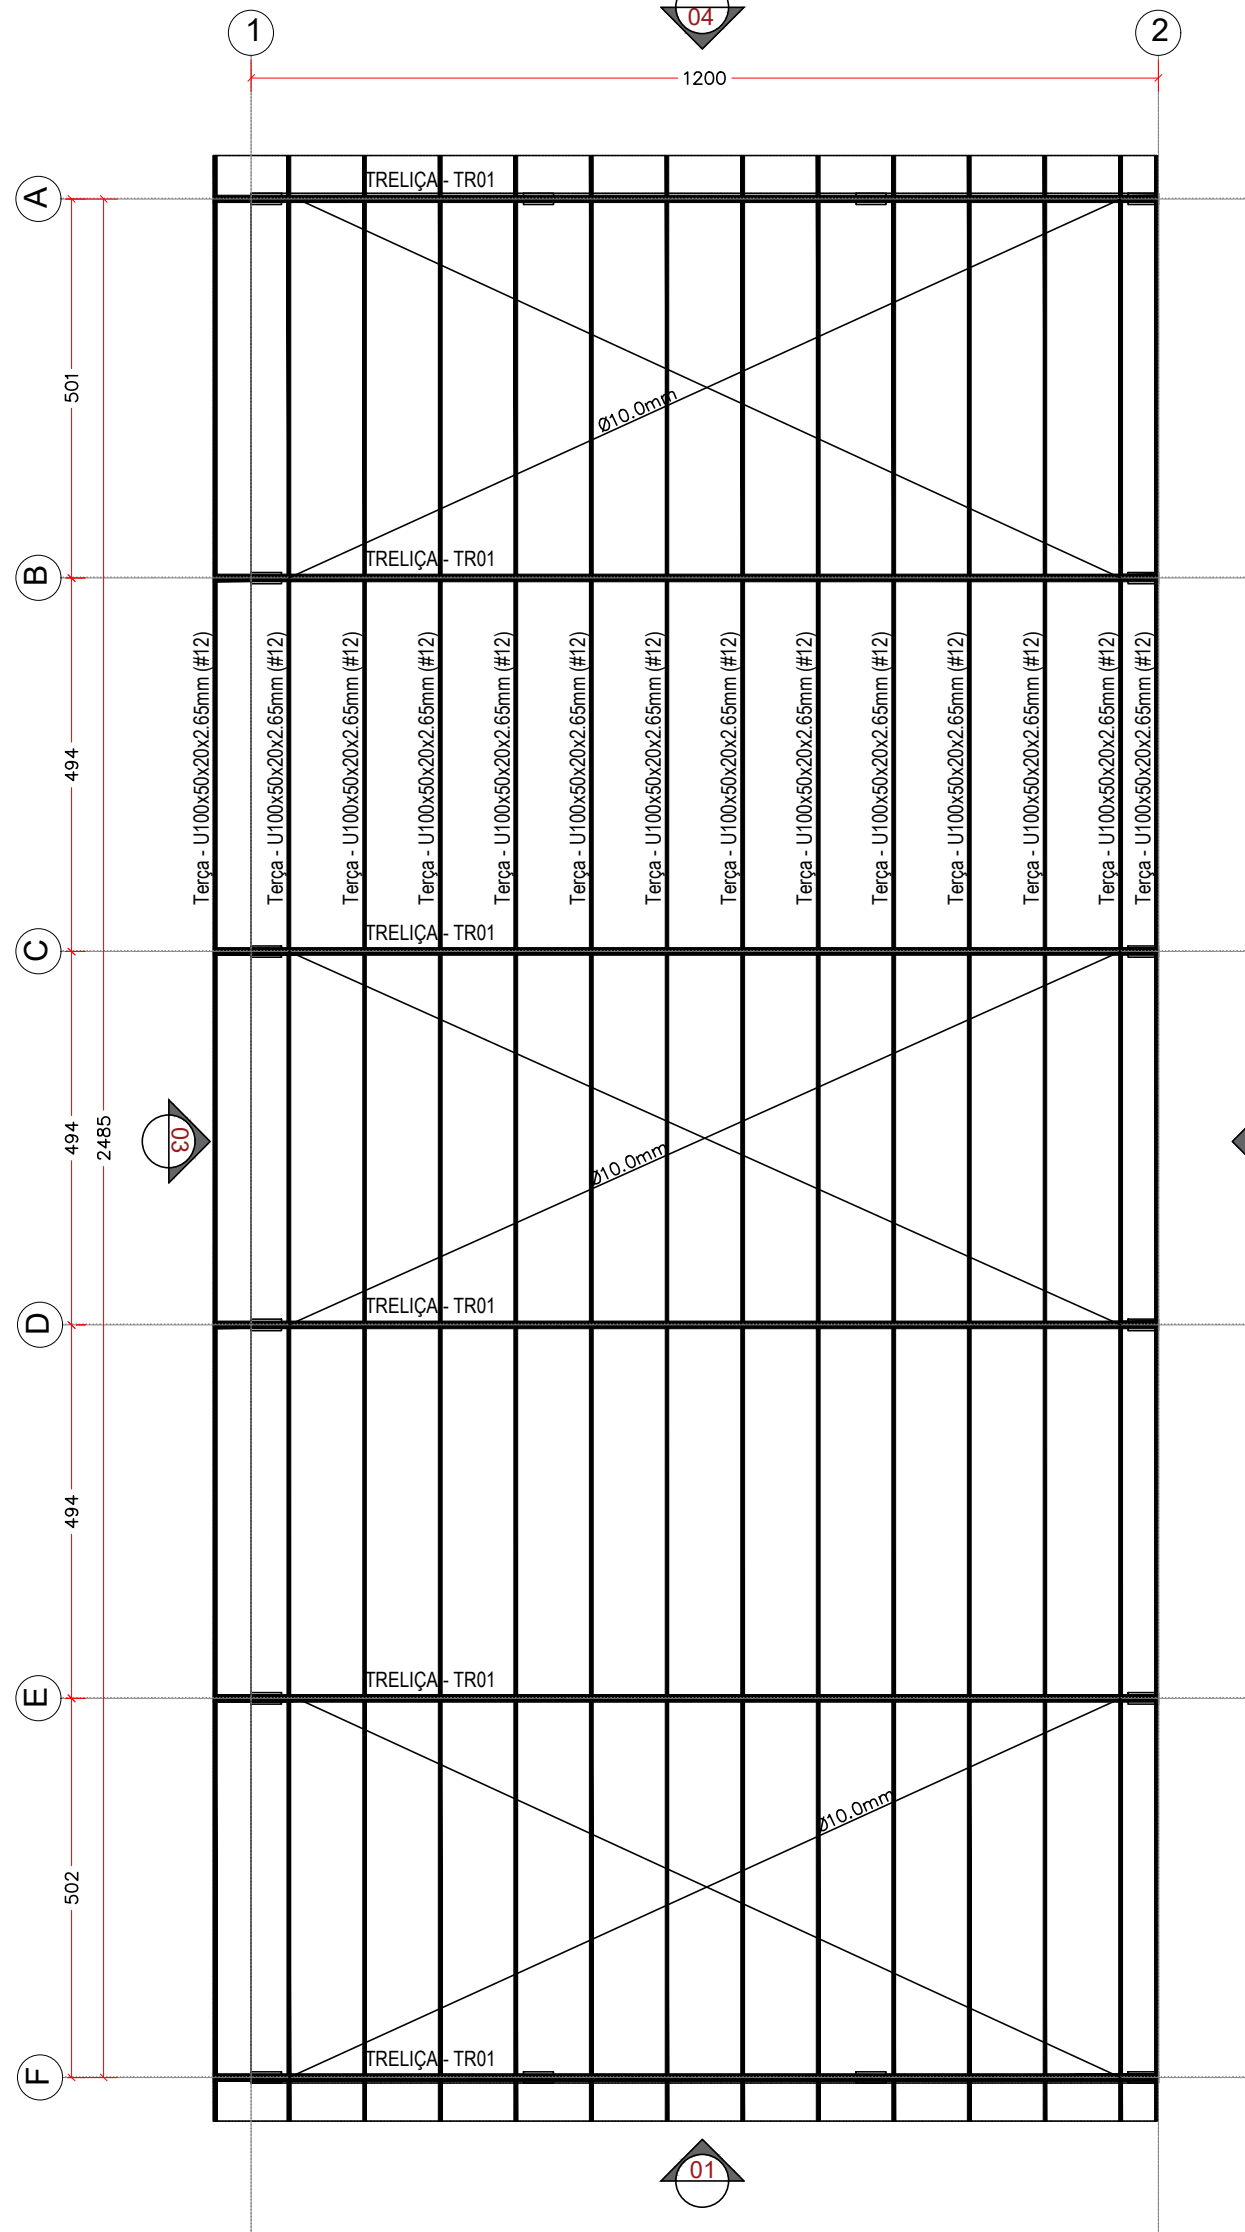 04
1
2
1200
A
TRELIÇA - TR01
501
Ø10.0mm
B
TRELIÇA - TR01
494
Terça - U100x50x20x2.65mm (#12)
Terça - U100x50x20x2.65mm (#12)
Terça - U100x50x20x2.65mm (#12)
Terça - U100x50x20x2.65mm (#12)
Terça - U100x50x20x2.65mm (#12)
Terça - U100x50x20x2.65mm (#12)
Terça - U100x50x20x2.65mm (#12)
Terça - U100x50x20x2.65mm (#12)
Terça - U100x50x20x2.65mm (#12)
Terça - U100x50x20x2.65mm (#12)
Terça - U100x50x20x2.65mm (#12)
Terça - U100x50x20x2.65mm (#12)
Terça - U100x50x20x2.65mm (#12)
Terça - U100x50x20x2.65mm (#12)
C
TRELIÇA - TR01
494
2485
03
Ø10.0mm
D
TRELIÇA - TR01
494
E
TRELIÇA - TR01
502
Ø10.0mm
F
TRELIÇA - TR01
01